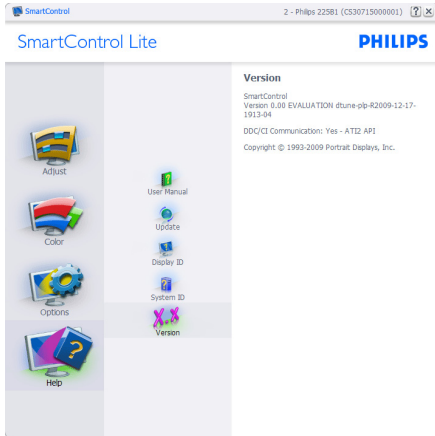 SmartControl
2 - Philips 225B1 (CS30715000001)
SmartControl Lite
PHILIPS
Adjust
Color
Options
Help
User Manual
Update
Display ID
System ID
X.X
Version
Version
SmartControl
Version 0.00 EVALUATION dtune-plp-R2009-12-17-
1913-04
DDC/CI Communication: Yes - ATI2 API
Copyright © 1993-2009 Portrait Displays, Inc.